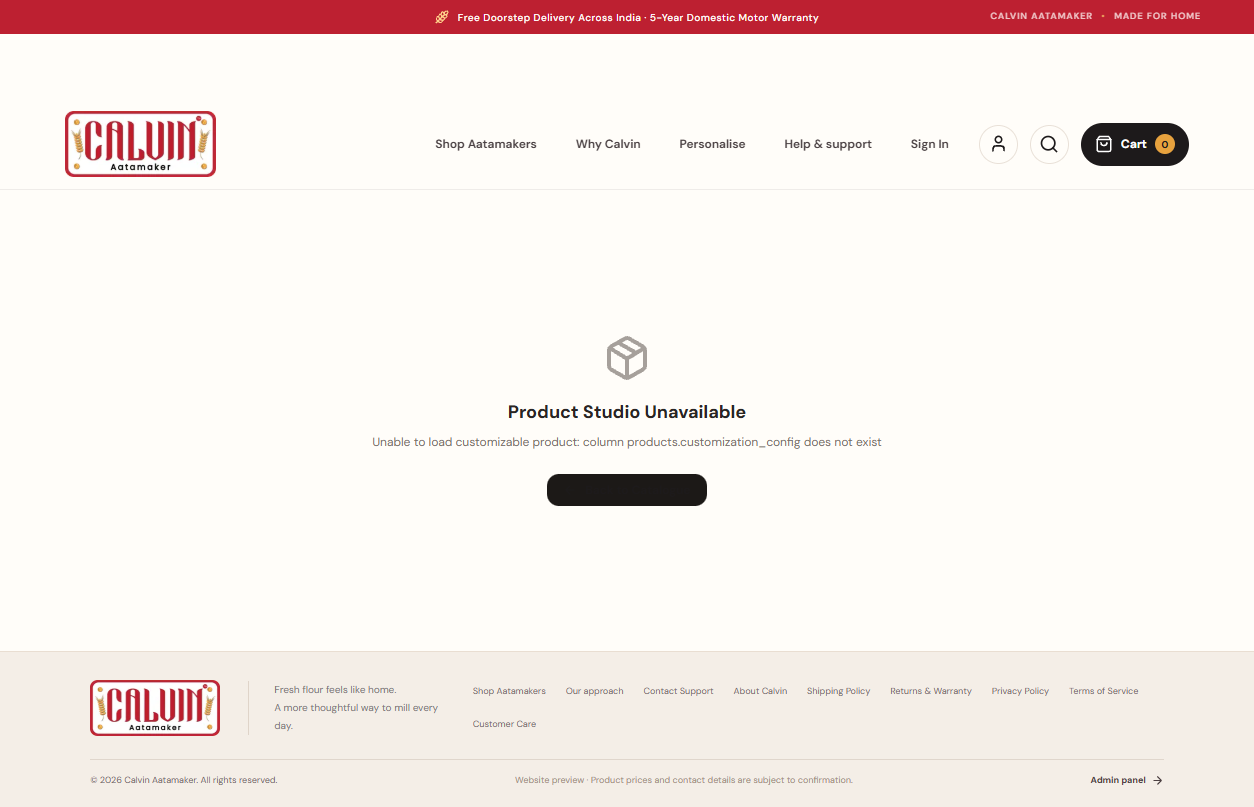 Free Doorstep Delivery Across India · 5-Year Domestic Motor Warranty
CALVIN AATAMAKER • MADE FOR HOME
CALVIN
Aatamaker
Shop Aatamakers
Why Calvin
Personalise
Help & support
Sign In
Cart 0
Product Studio Unavailable
Unable to load customizable product: column products.customization_config does not exist
CALVIN
Aatamaker
Fresh flour feels like home.
A more thoughtful way to mill every
day.
Shop Aatamakers
Our approach
Contact Support
About Calvin
Shipping Policy
Returns & Warranty
Privacy Policy
Terms of Service
Customer Care
© 2026 Calvin Aatamaker. All rights reserved.
Website preview · Product prices and contact details are subject to confirmation.
Admin panel →